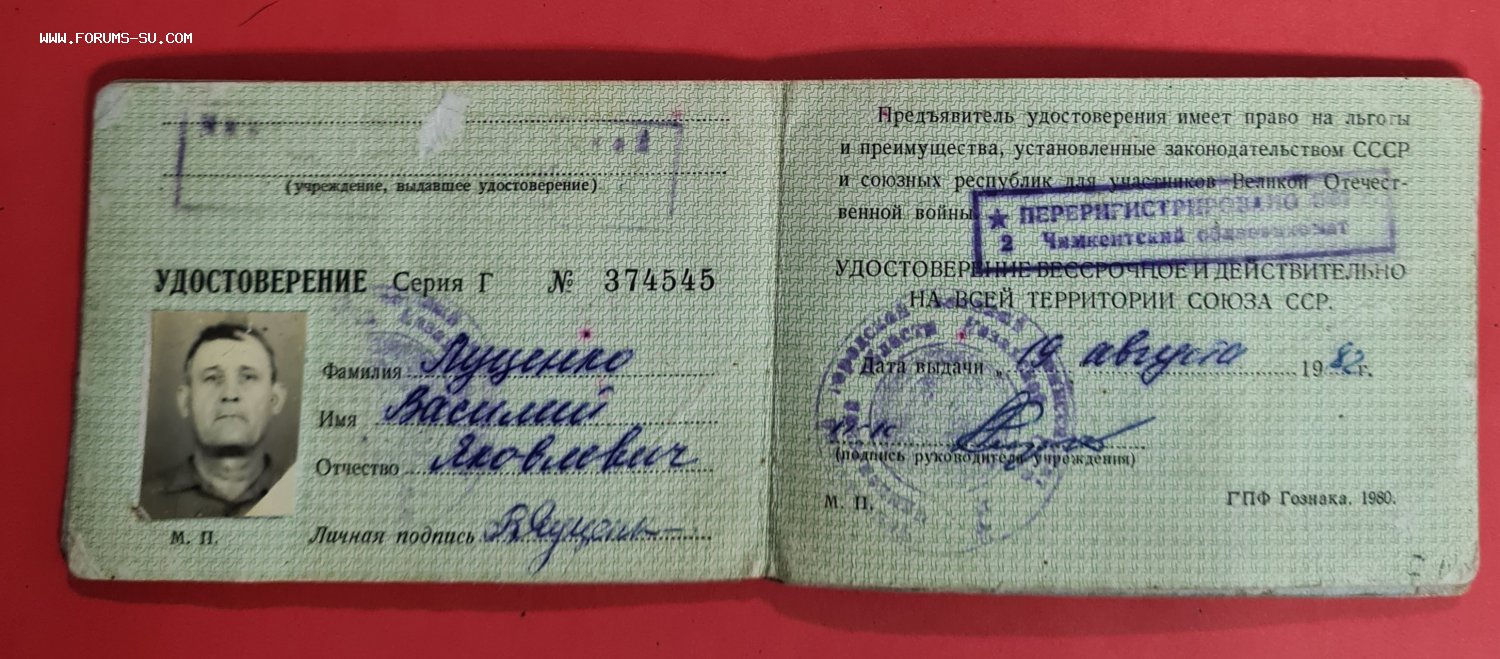 WWW.FORUMS-SU.COM
(учреждение, выдавшее удостоверение)
УДОСТОВЕРЕНИЕ Серия Г № 374545
Фамилия Луценко
Имя Василий
Отчество Яковлевич
М. П.
Личная подпись
Предъявитель удостоверения имеет право на льготы
и преимущества, установленные законодательством СССР
и союзных республик для участников Великой Отечест-
венной войны.
★ ПЕРЕРИГИСТРИРОВАНО
2 Чимкентский облвоенкомат
УДОСТОВЕРЕНИЕ БЕССРОЧНОЕ И ДЕЙСТВИТЕЛЬНО
НА ВСЕЙ ТЕРРИТОРИИ СОЮЗА ССР.
Дата выдачи „19 августа 1982 г.
(подпись руководителя учреждения)
М. П.
ГПФ Гознака. 1980.